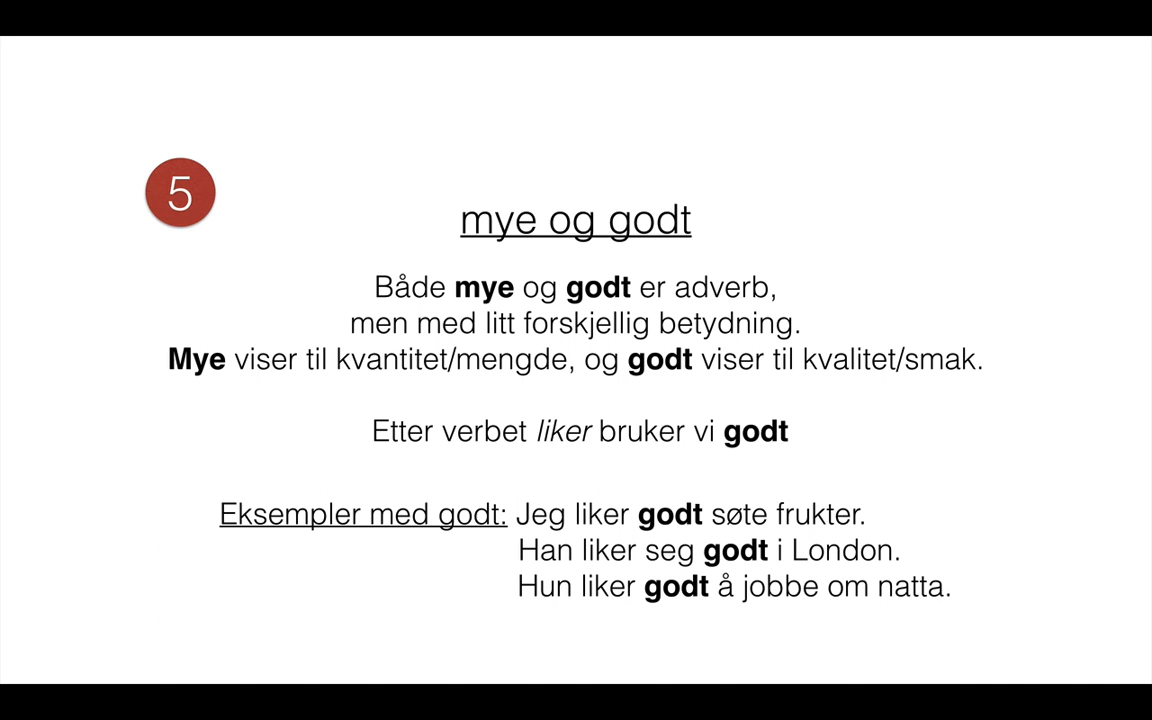 5
mye og godt
Både mye og godt er adverb,
men med litt forskjellig betydning.
Mye viser til kvantitet/mengde, og godt viser til kvalitet/smak.
Etter verbet liker bruker vi godt
Eksempler med godt: Jeg liker godt søte frukter.
Han liker seg godt i London.
Hun liker godt å jobbe om natta.